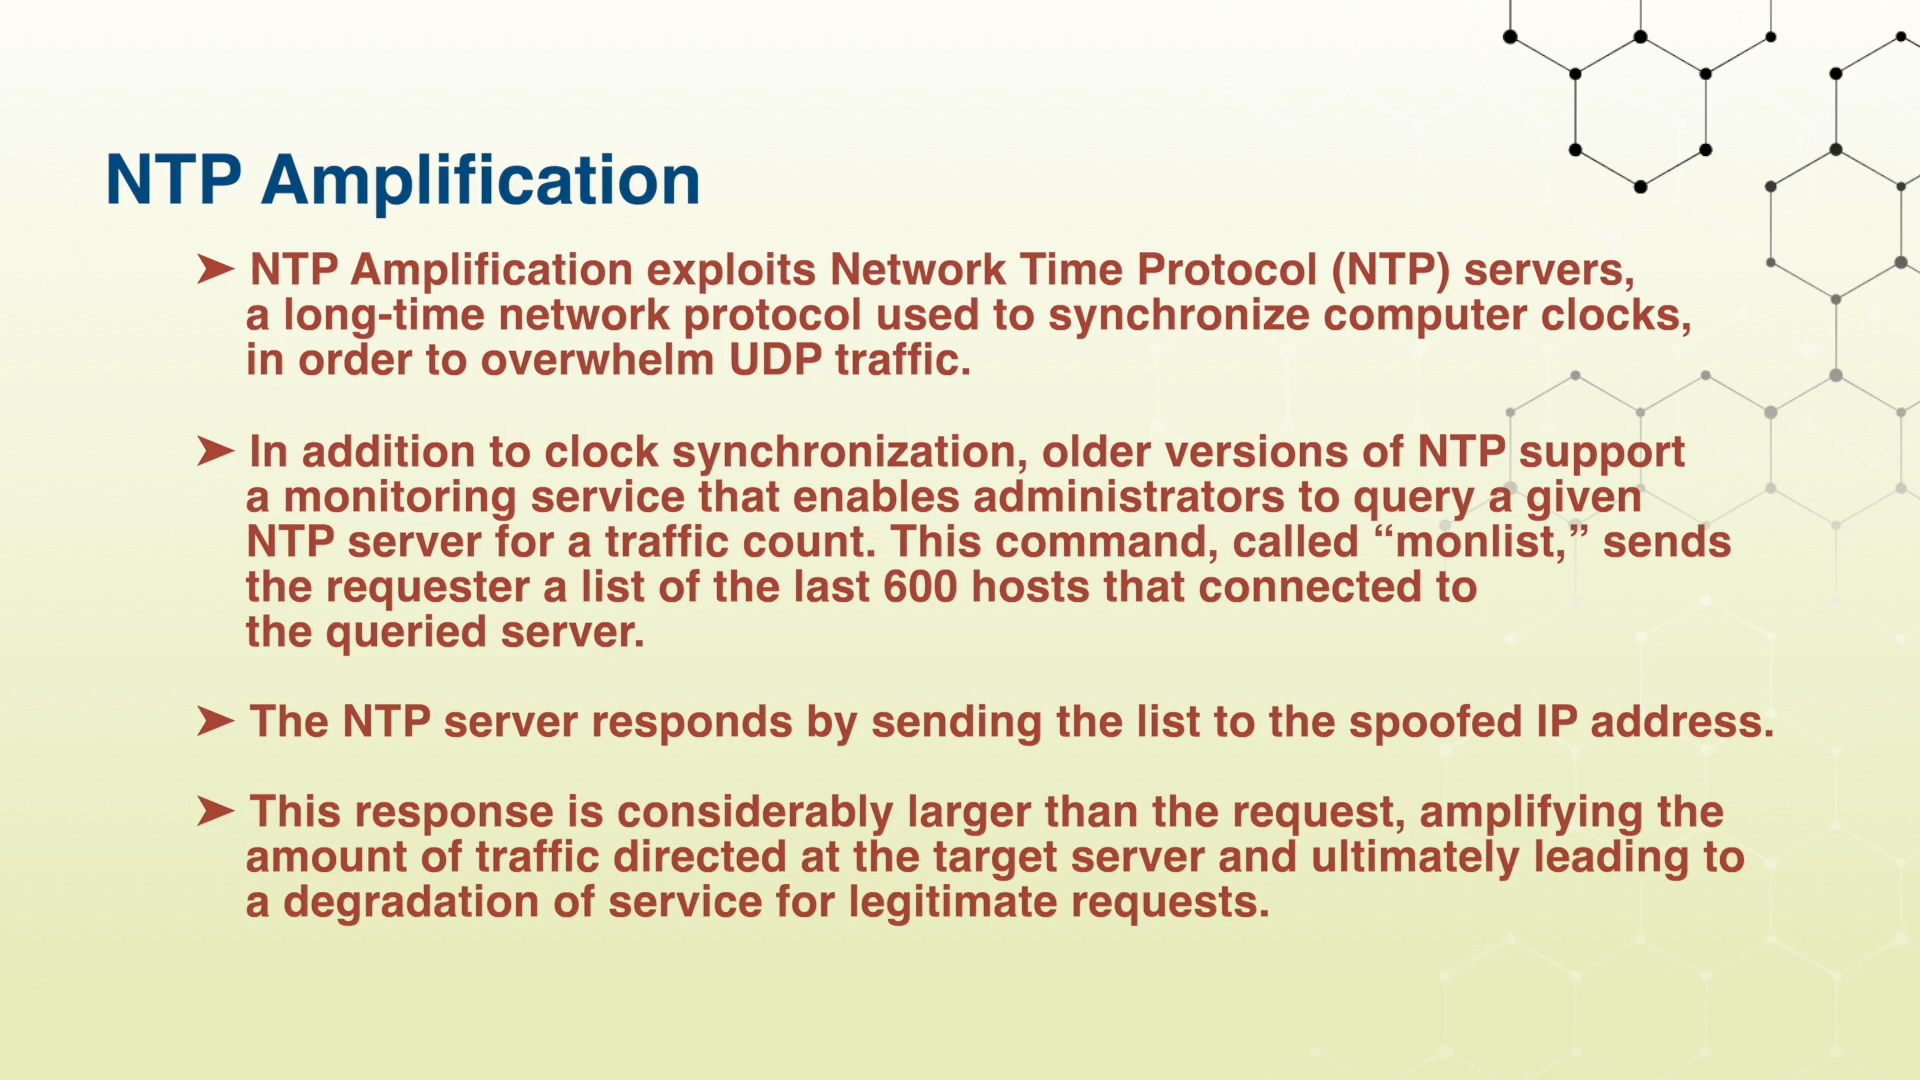 NTP Amplification
➤ NTP Amplification exploits Network Time Protocol (NTP) servers,
a long-time network protocol used to synchronize computer clocks,
in order to overwhelm UDP traffic.
➤ In addition to clock synchronization, older versions of NTP support
a monitoring service that enables administrators to query a given
NTP server for a traffic count. This command, called “monlist,” sends
the requester a list of the last 600 hosts that connected to
the queried server.
➤ The NTP server responds by sending the list to the spoofed IP address.
➤ This response is considerably larger than the request, amplifying the
amount of traffic directed at the target server and ultimately leading to
a degradation of service for legitimate requests.